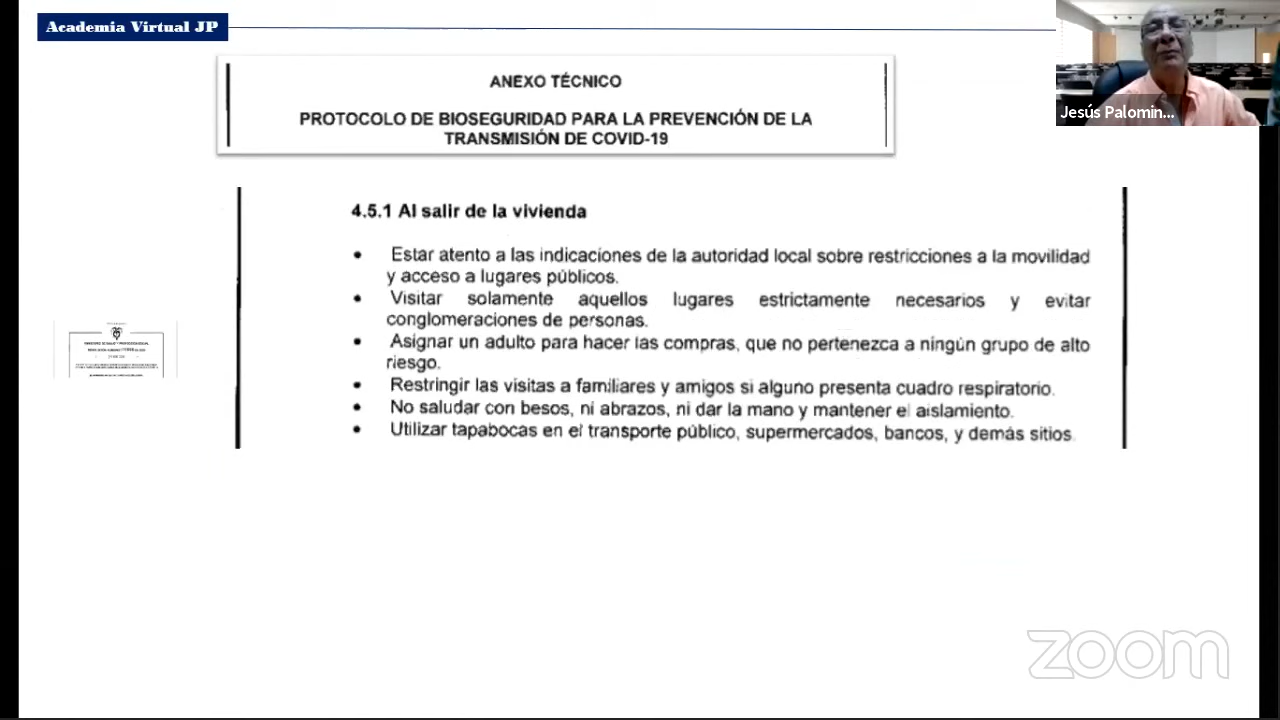 Academia Virtual JP
ANEXO TÉCNICO
PROTOCOLO DE BIOSEGURIDAD PARA LA PREVENCIÓN DE LA
TRANSMISIÓN DE COVID-19
Jesús Palomin...
4.5.1 Al salir de la vivienda
• Estar atento a las indicaciones de la autoridad local sobre restricciones a la movilidad
y acceso a lugares públicos.
• Visitar solamente aquellos lugares estrictamente necesarios y evitar
conglomeraciones de personas.
• Asignar un adulto para hacer las compras, que no pertenezca a ningún grupo de alto
riesgo.
• Restringir las visitas a familiares y amigos si alguno presenta cuadro respiratorio.
• No saludar con besos, ni abrazos, ni dar la mano y mantener el aislamiento.
• Utilizar tapabocas en el transporte público, supermercados, bancos, y demás sitios.
MINISTERIO DE SALUD Y PROTECCIÓN SOCIAL
zoom